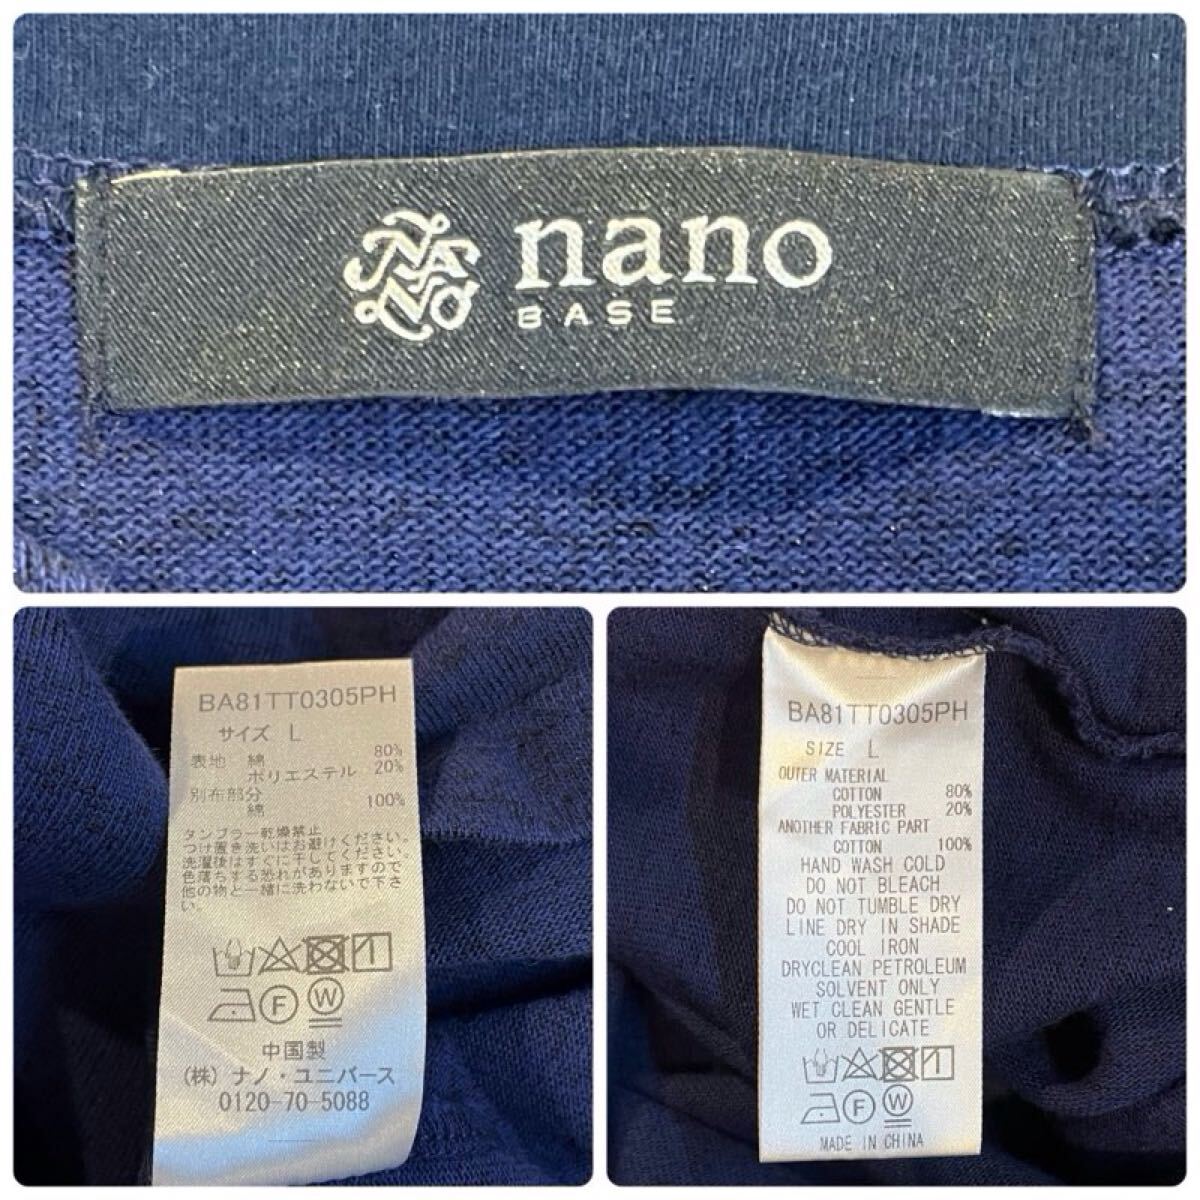 NANO
nano
BASE
BA81TT0305PH
サイズ L
表地 綿 80%
ポリエステル 20%
別布部分
綿 100%
タンブラー乾燥禁止
つけ置き洗いはお避けください。
洗濯後はすぐに干してください。
色落ちする恐れがありますので
他の物と一緒に洗わないで下さ
い。
F W
中国製
(株) ナノ・ユニバース
0120-70-5088
BA81TT0305PH
SIZE L
OUTER MATERIAL
COTTON 80%
POLYESTER 20%
ANOTHER FABRIC PART
COTTON 100%
HAND WASH COLD
DO NOT BLEACH
DO NOT TUMBLE DRY
LINE DRY IN SHADE
COOL IRON
DRYCLEAN PETROLEUM
SOLVENT ONLY
WET CLEAN GENTLE
OR DELICATE
F W
MADE IN CHINA